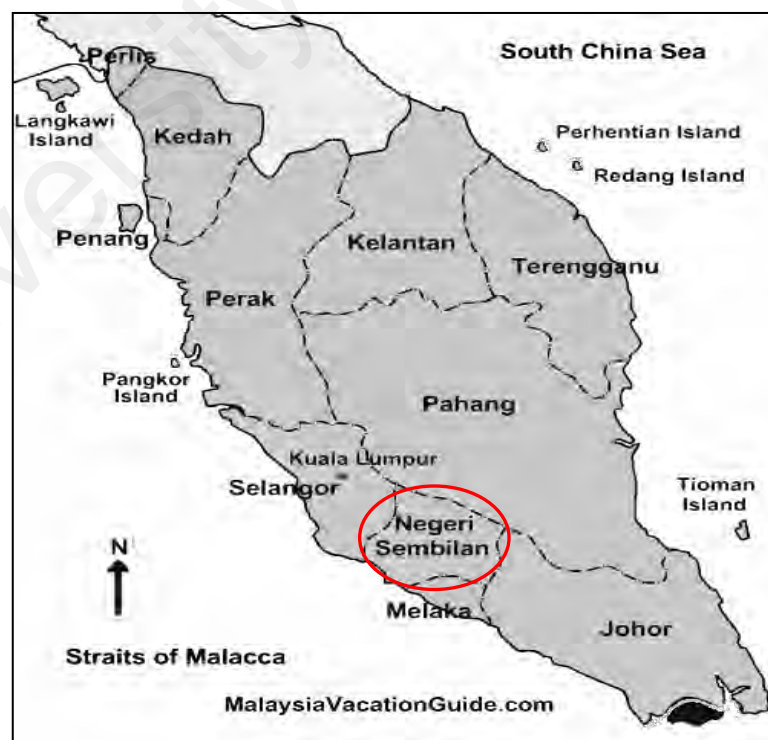 Perlis
South China Sea
Langkawi
Island
Kedah
Perhentian Island
Redang Island
Penang
Kelantan
Terengganu
Perak
Pangkor
Island
Pahang
Kuala Lumpur
Selangor
Tioman
Island
Negeri
Sembilan
N
Melaka
Johor
Straits of Malacca
MalaysiaVacationGuide.com